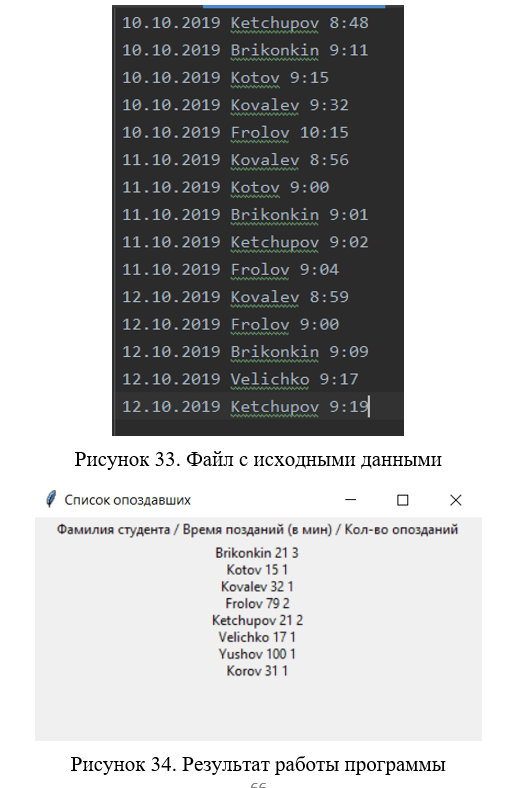 10.10.2019 Ketchupov 8:48
10.10.2019 Brikonkin 9:11
10.10.2019 Kotov 9:15
10.10.2019 Kovalev 9:32
10.10.2019 Frolov 10:15
11.10.2019 Kovalev 8:56
11.10.2019 Kotov 9:00
11.10.2019 Brikonkin 9:01
11.10.2019 Ketchupov 9:02
11.10.2019 Frolov 9:04
12.10.2019 Kovalev 8:59
12.10.2019 Frolov 9:00
12.10.2019 Brikonkin 9:09
12.10.2019 Velichko 9:17
12.10.2019 Ketchupov 9:19
Рисунок 33. Файл с исходными данными
Список опоздавших
Фамилия студента / Время позданий (в мин) / Кол-во опозданий
Brikonkin 21 3
Kotov 15 1
Kovalev 32 1
Frolov 79 2
Ketchupov 21 2
Velichko 17 1
Yushov 100 1
Korov 31 1
Рисунок 34. Результат работы программы